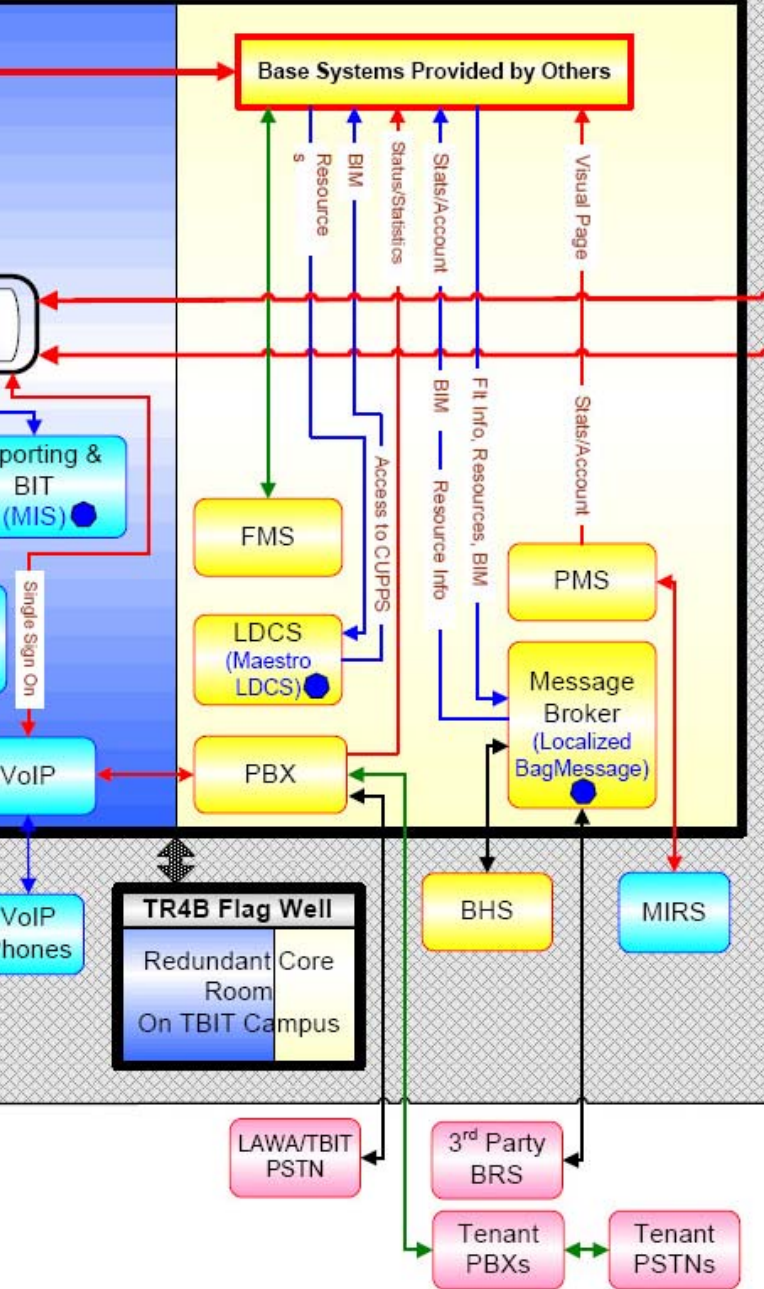 Base Systems Provided by Others
Resource
s
BIM
Status/Statistics
Stats/Account
Visual Page
BIM
Flt Info, Resources, BIM
Stats/Account
Access to CUPPS
Resource Info
porting &
BIT
(MIS)
FMS
PMS
Single Sign On
LDCS
(Maestro
LDCS)
Message
Broker
(Localized
BagMessage)
VoIP
PBX
VoIP
hones
TR4B Flag Well
Redundant Core
Room
On TBIT Campus
BHS
MIRS
LAWA/TBIT
PSTN
3rd Party
BRS
Tenant
PBXs
Tenant
PSTNs